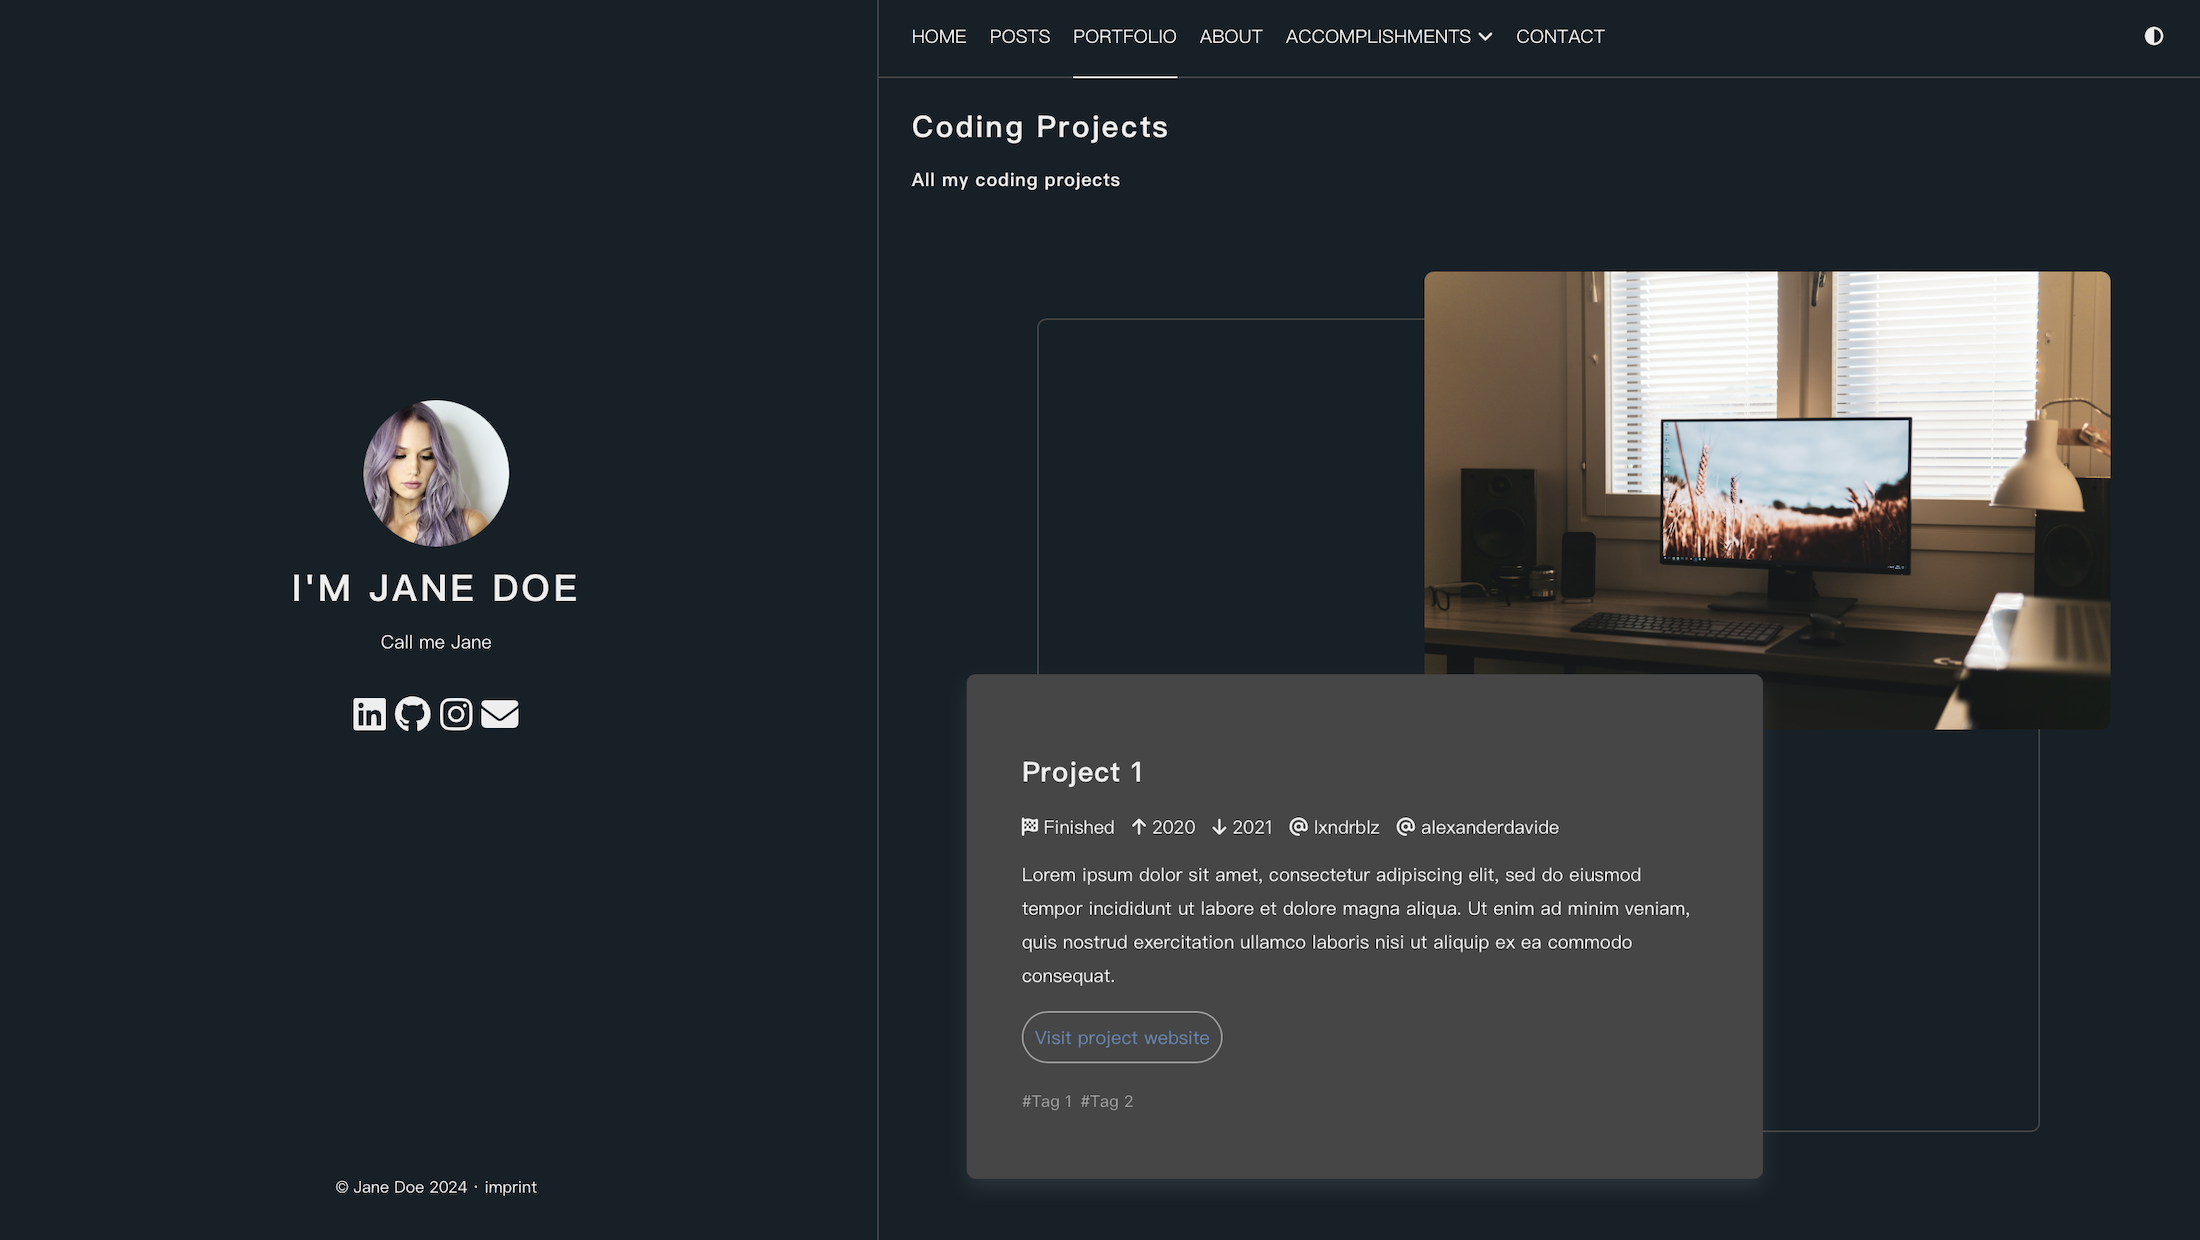 I'M JANE DOE
Call me Jane
© Jane Doe 2024 · imprint
HOME POSTS PORTFOLIO ABOUT ACCOMPLISHMENTS CONTACT
Coding Projects
All my coding projects
Project 1
Finished 2020 2021 @ lxndrblz @ alexanderdavide
Lorem ipsum dolor sit amet, consectetur adipiscing elit, sed do eiusmod
tempor incididunt ut labore et dolore magna aliqua. Ut enim ad minim veniam,
quis nostrud exercitation ullamco laboris nisi ut aliquip ex ea commodo
consequat.
Visit project website
#Tag 1 #Tag 2